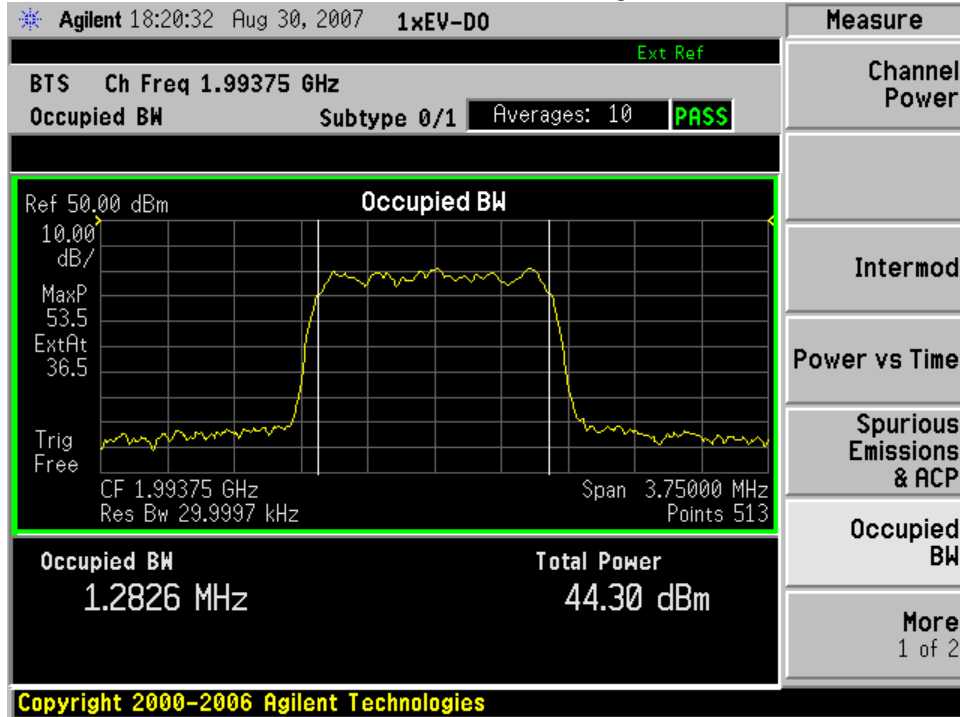 Agilent 18:20:32 Aug 30, 2007 1xEV-DO
Measure
Ext Ref
BTS Ch Freq 1.99375 GHz
Occupied BW Subtype 0/1 Averages: 10 PASS
Channel
Power
Ref 50.00 dBm Occupied BW
10.00
dB/
MaxP
53.5
ExtAt
36.5
Trig
Free
CF 1.99375 GHz Span 3.75000 MHz
Res Bw 29.9997 kHz Points 513
Intermod
Power vs Time
Spurious
Emissions
& ACP
Occupied
BW
More
1 of 2
Occupied BW Total Power
1.2826 MHz 44.30 dBm
Copyright 2000-2006 Agilent Technologies